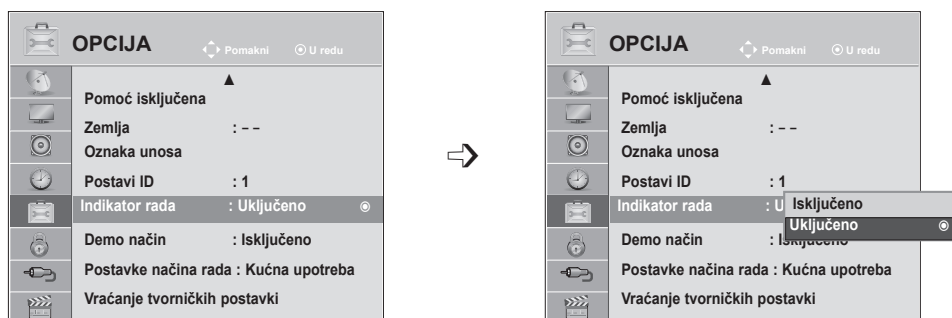 OPCIJA
Pomakni
U redu
Pomoć isključena
Zemlja : – –
Oznaka unosa
Postavi ID : 1
Indikator rada : Uključeno
Demo način : Isključeno
Postavke načina rada : Kućna upotreba
Vraćanje tvorničkih postavki
OPCIJA
Pomakni
U redu
Pomoć isključena
Zemlja : – –
Oznaka unosa
Postavi ID : 1
Indikator rada : U
Isključeno
Uključeno
Demo način : Isključeno
Postavke načina rada : Kućna upotreba
Vraćanje tvorničkih postavki